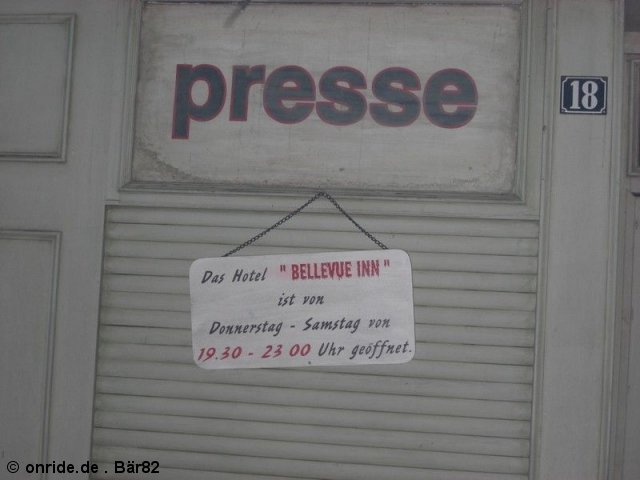 presse
18
Das Hotel " BELLEVUE INN "
ist von
Donnerstag - Samstag von
19.30 - 23 00 Uhr geöffnet.
© onride.de . Bär82